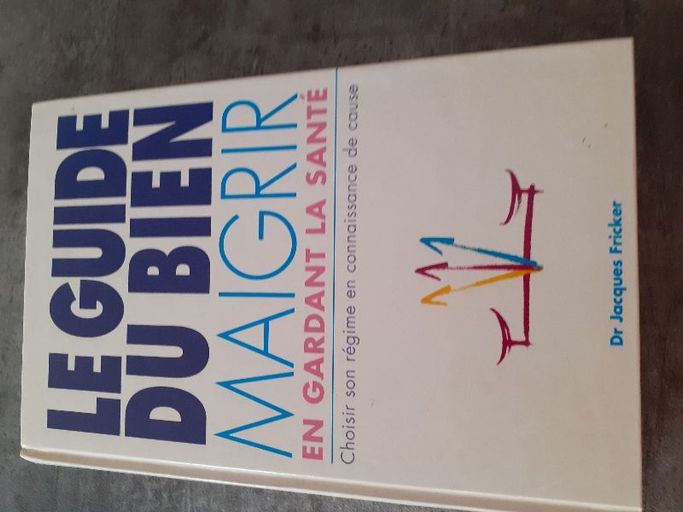 LE GUIDE
DU BIEN
MAIGRIR
EN GARDANT LA SANTÉ
Choisir son régime en connaissance de cause
Dr Jacques Fricker